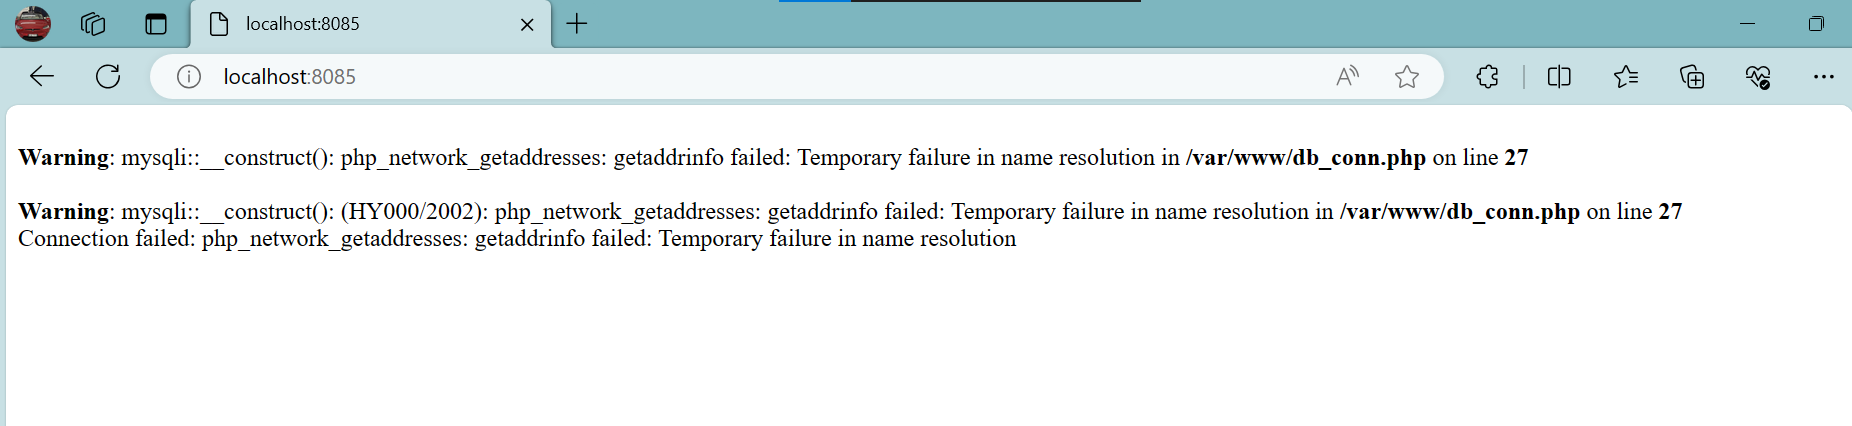 localhost:8085
localhost:8085
Warning: mysqli::__construct(): php_network_getaddresses: getaddrinfo failed: Temporary failure in name resolution in /var/www/db_conn.php on line 27
Warning: mysqli::__construct(): (HY000/2002): php_network_getaddresses: getaddrinfo failed: Temporary failure in name resolution in /var/www/db_conn.php on line 27
Connection failed: php_network_getaddresses: getaddrinfo failed: Temporary failure in name resolution